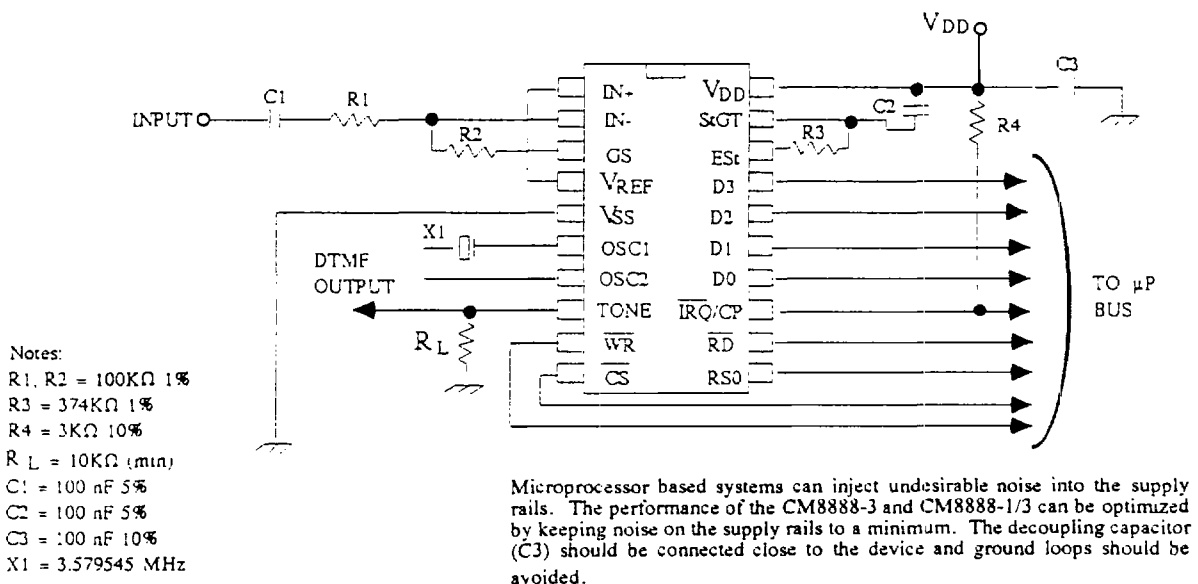 VDD
C3
C1
R1
INPUT
R2
IN+
IN-
GS
VREF
VSS
OSC1
OSC2
TONE
WR
CS
VDD
StGT
ESt
D3
D2
D1
D0
IRQ/CP
RD
RS0
C2
R3
R4
X1
DTMF
OUTPUT
RL
TO µP
BUS
Notes:
R1, R2 = 100KΩ 1%
R3 = 374KΩ 1%
R4 = 3KΩ 10%
R L = 10KΩ (min)
C1 = 100 nF 5%
C2 = 100 nF 5%
C3 = 100 nF 10%
X1 = 3.579545 MHz
Microprocessor based systems can inject undesirable noise into the supply
rails. The performance of the CM8888-3 and CM8888-1/3 can be optimized
by keeping noise on the supply rails to a minimum. The decoupling capacitor
(C3) should be connected close to the device and ground loops should be
avoided.